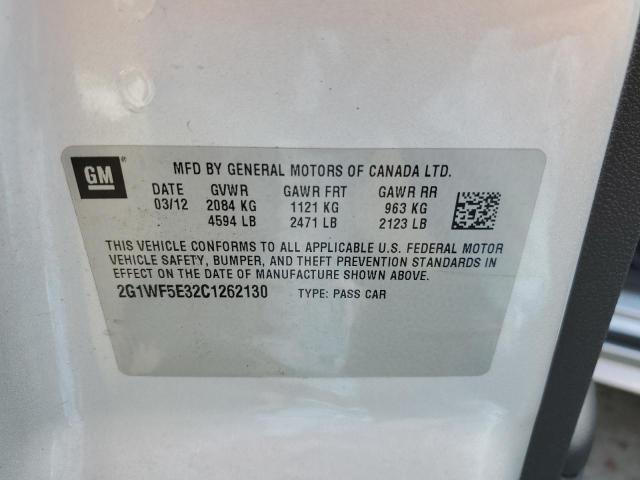 GM
MFD BY GENERAL MOTORS OF CANADA LTD.
DATE GVWR GAWR FRT GAWR RR
03/12 2084 KG 1121 KG 963 KG
4594 LB 2471 LB 2123 LB
THIS VEHICLE CONFORMS TO ALL APPLICABLE U.S. FEDERAL MOTOR
VEHICLE SAFETY, BUMPER, AND THEFT PREVENTION STANDARDS IN
EFFECT ON THE DATE OF MANUFACTURE SHOWN ABOVE.
2G1WF5E32C1262130 TYPE: PASS CAR